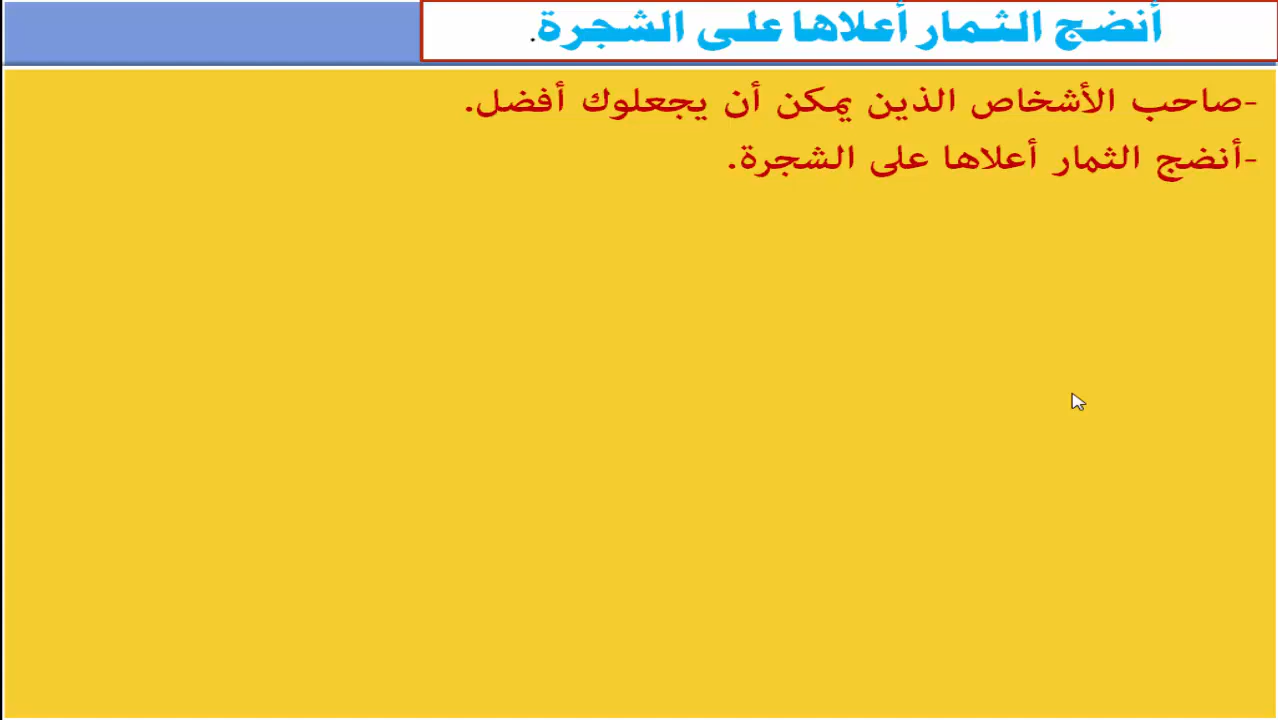 أنضج الثمار أعلاها على الشجرة.
-صاحب الأشخاص الذين يمكن أن يجعلوك أفضل.
-أنضج الثمار أعلاها على الشجرة.